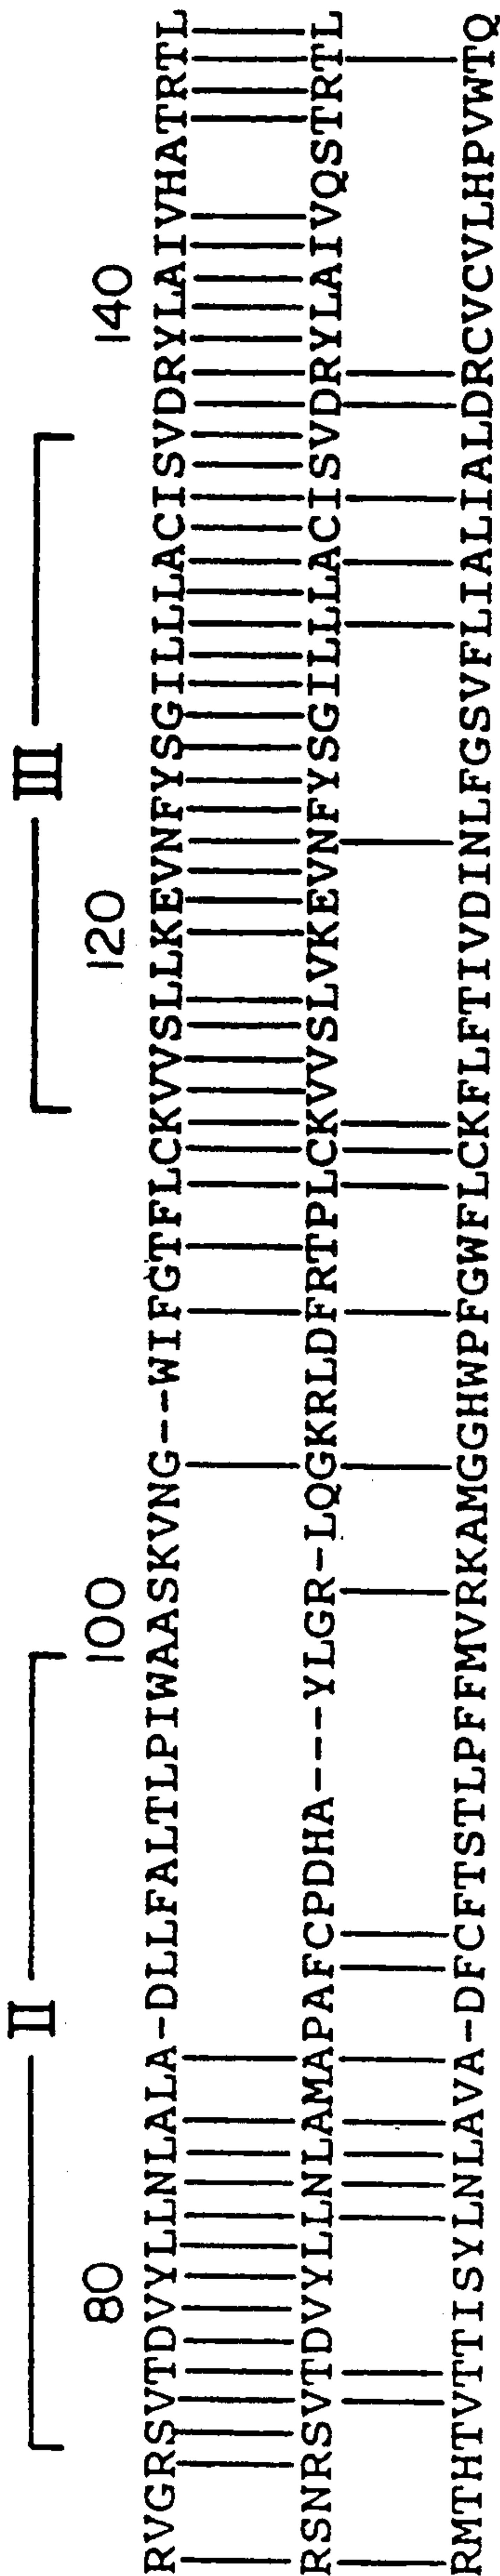 II III
80 100 120 140
RVGRSVTDVYLLNLALA-DLLFALTLPIWAASKVNG--WIFGTFLCKVVSLLKEVNFYSGILLLACISVDRYLAIVHATRTL
RSNRSVTDVYLLNLAMAPAFCPDHA---YLGR-LQGKRLDFRTPLCKVVSLVKEVNFYSGILLLACISVDRYLAIVQSTRTL
RMTHTVTTISYLNLAVA-DFCFTSTLPFFMVRKAMGGHWPFGWFLCKFLFTIVDINLFGSVFLIALIALDRCVCVLHPVWTQ